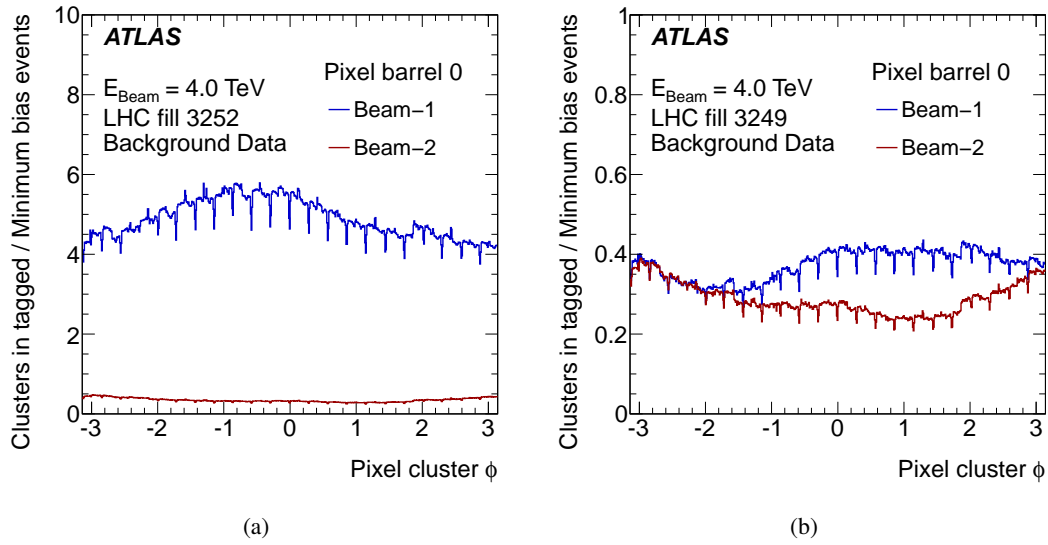 Clusters in tagged / Minimum bias events
10
8
6
4
2
0
ATLAS
E_Beam = 4.0 TeV
LHC fill 3252
Background Data
Pixel barrel 0
Beam−1
Beam−2
-3 -2 -1 0 1 2 3
Pixel cluster ϕ
(a)
Clusters in tagged / Minimum bias events
1
0.8
0.6
0.4
0.2
0
ATLAS
E_Beam = 4.0 TeV
LHC fill 3249
Background Data
Pixel barrel 0
Beam−1
Beam−2
-3 -2 -1 0 1 2 3
Pixel cluster ϕ
(b)